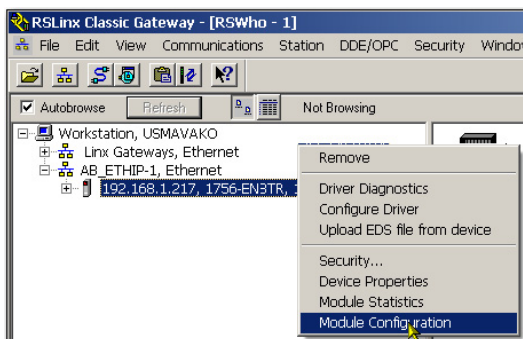 RSLinx Classic Gateway - [RSWho - 1]
File Edit View Communications Station DDE/OPC Security Window
Autobrowse Refresh Not Browsing
Workstation, USMAVAKO
Linx Gateways, Ethernet
AB_ETHIP-1, Ethernet
192.168.1.217, 1756-EN3TR,
Remove
Driver Diagnostics
Configure Driver
Upload EDS file from device
Security...
Device Properties
Module Statistics
Module Configuration